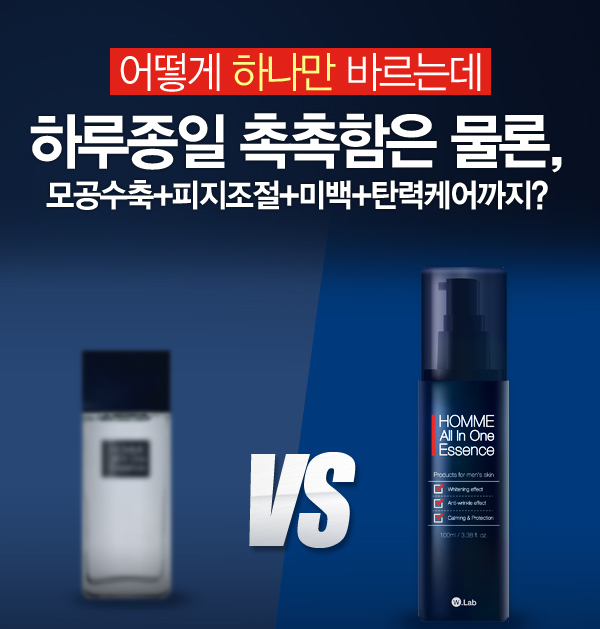 어떻게 하나만 바르는데
하루종일 촉촉함은 물론,
모공수축+피지조절+미백+탄력케어까지?
VS
HOMME
All In One
Essence
Products for men's skin
Whitening effect
Anti-wrinkle effect
Calming & Protection
100ml / 3.38 fl. oz
W.Lab